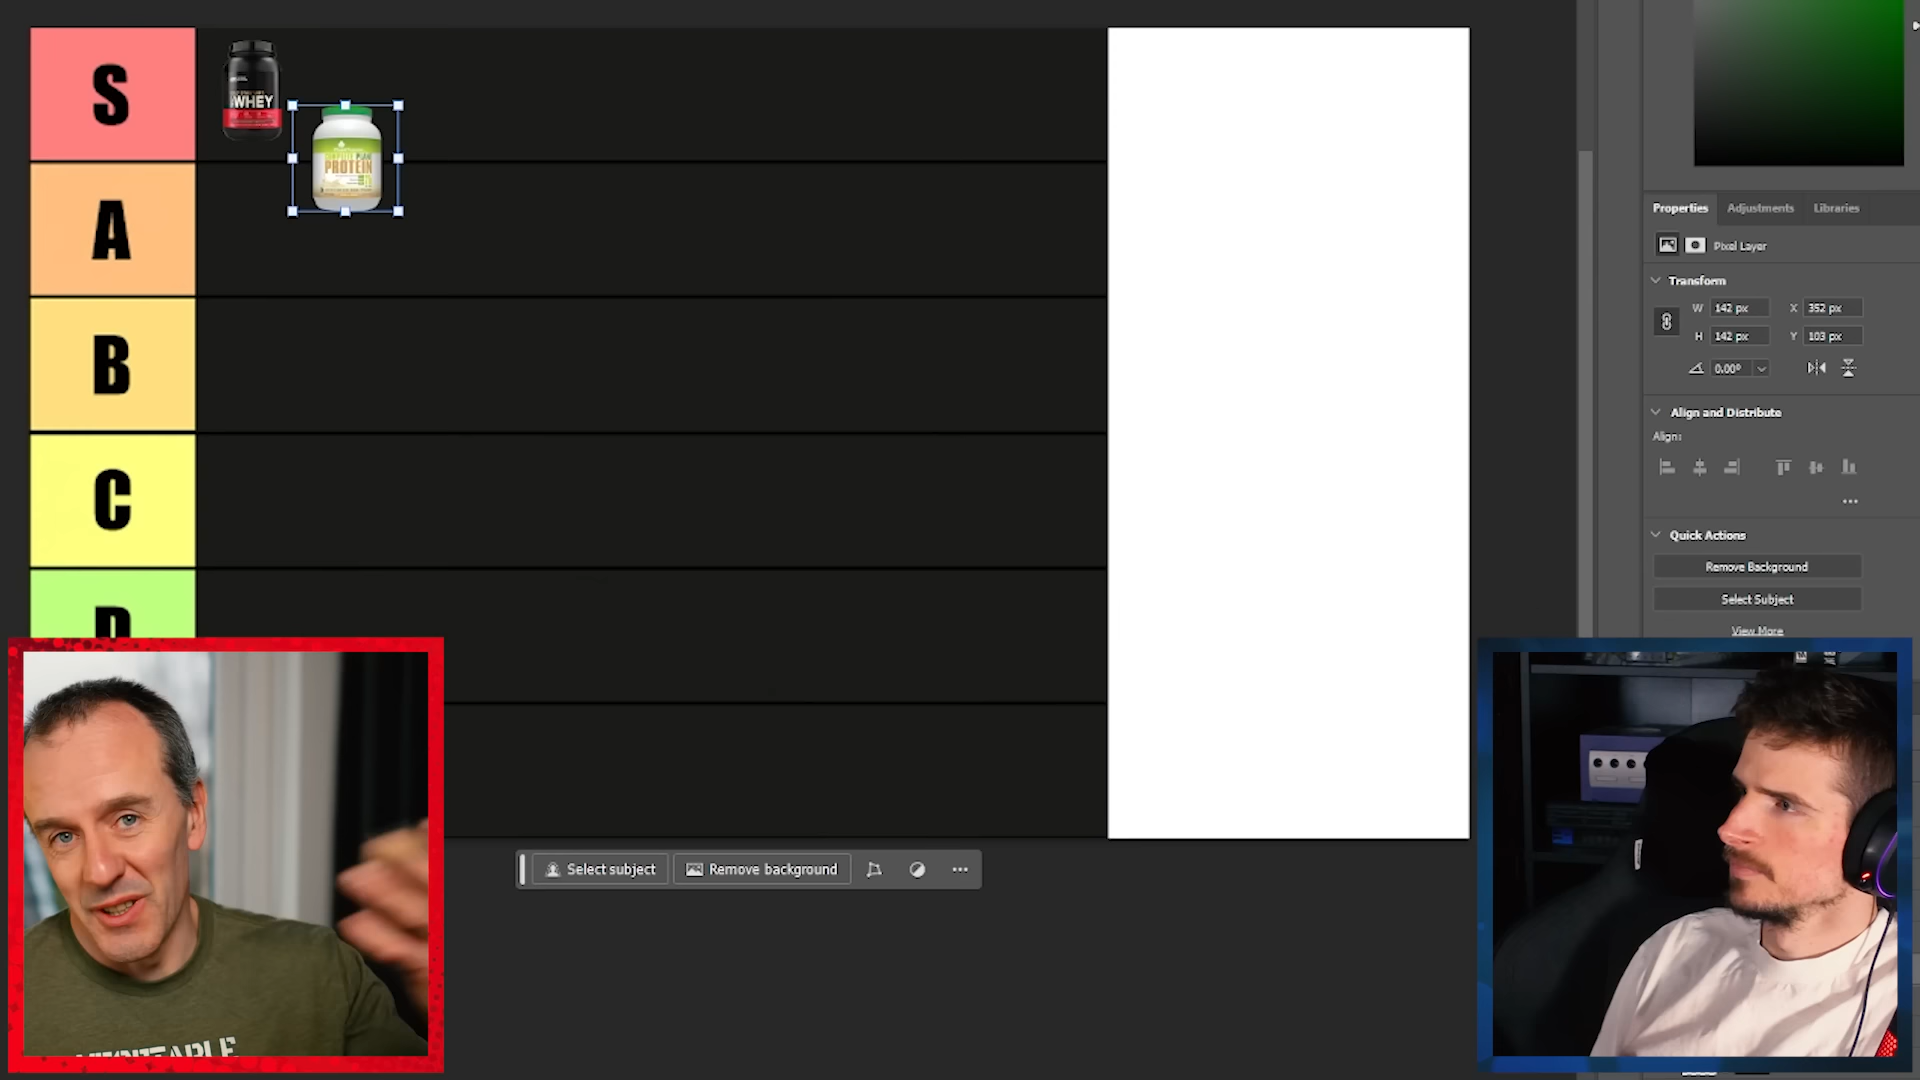 S
WHEY
PROTEIN
A
B
C
D
Properties
Adjustments
Libraries
Pixel Layer
Transform
W 142 px X 352 px
H 142 px Y 103 px
0.00°
Align and Distribute
Align:
Quick Actions
Remove Background
Select Subject
View More
Select subject
Remove background